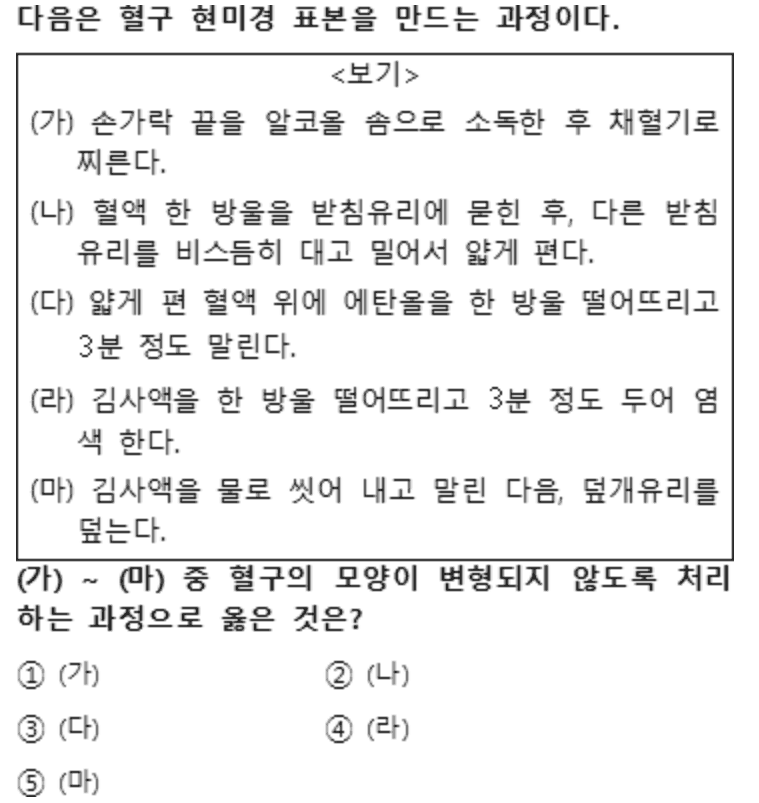 다음은 혈구 현미경 표본을 만드는 과정이다.
<보기>
(가) 손가락 끝을 알코올 솜으로 소독한 후 채혈기로
찌른다.
(나) 혈액 한 방울을 받침유리에 묻힌 후, 다른 받침
유리를 비스듬히 대고 밀어서 얇게 편다.
(다) 얇게 편 혈액 위에 에탄올을 한 방울 떨어뜨리고
3분 정도 말린다.
(라) 김사액을 한 방울 떨어뜨리고 3분 정도 두어 염
색 한다.
(마) 김사액을 물로 씻어 내고 말린 다음, 덮개유리를
덮는다.
(가) ~ (마) 중 혈구의 모양이 변형되지 않도록 처리
하는 과정으로 옳은 것은?
① (가) ② (나)
③ (다) ④ (라)
⑤ (마)